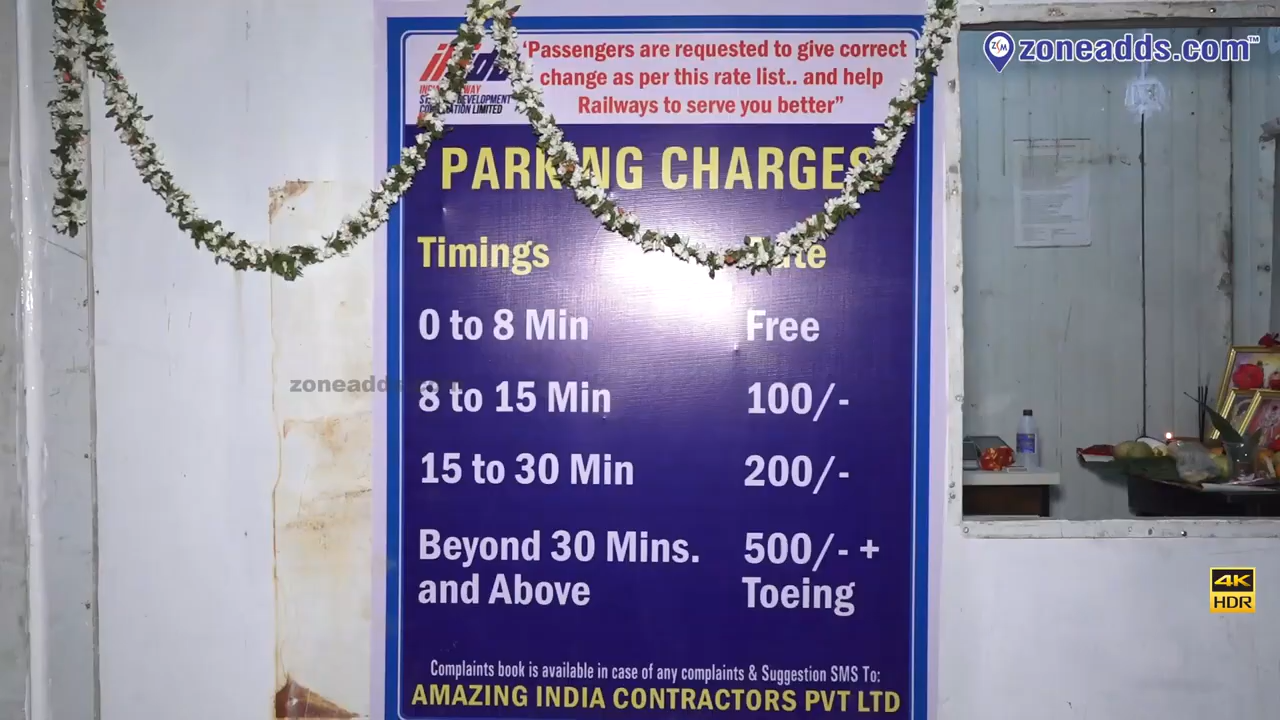 zoneadds.com™
"Passengers are requested to give correct
change as per this rate list.. and help
Railways to serve you better"
PARKING CHARGES
Timings Rate
0 to 8 Min Free
8 to 15 Min 100/-
15 to 30 Min 200/-
Beyond 30 Mins. 500/- +
and Above Toeing
Complaints book is available in case of any complaints & Suggestion SMS To:
AMAZING INDIA CONTRACTORS PVT LTD
zoneadds.com
4K
HDR